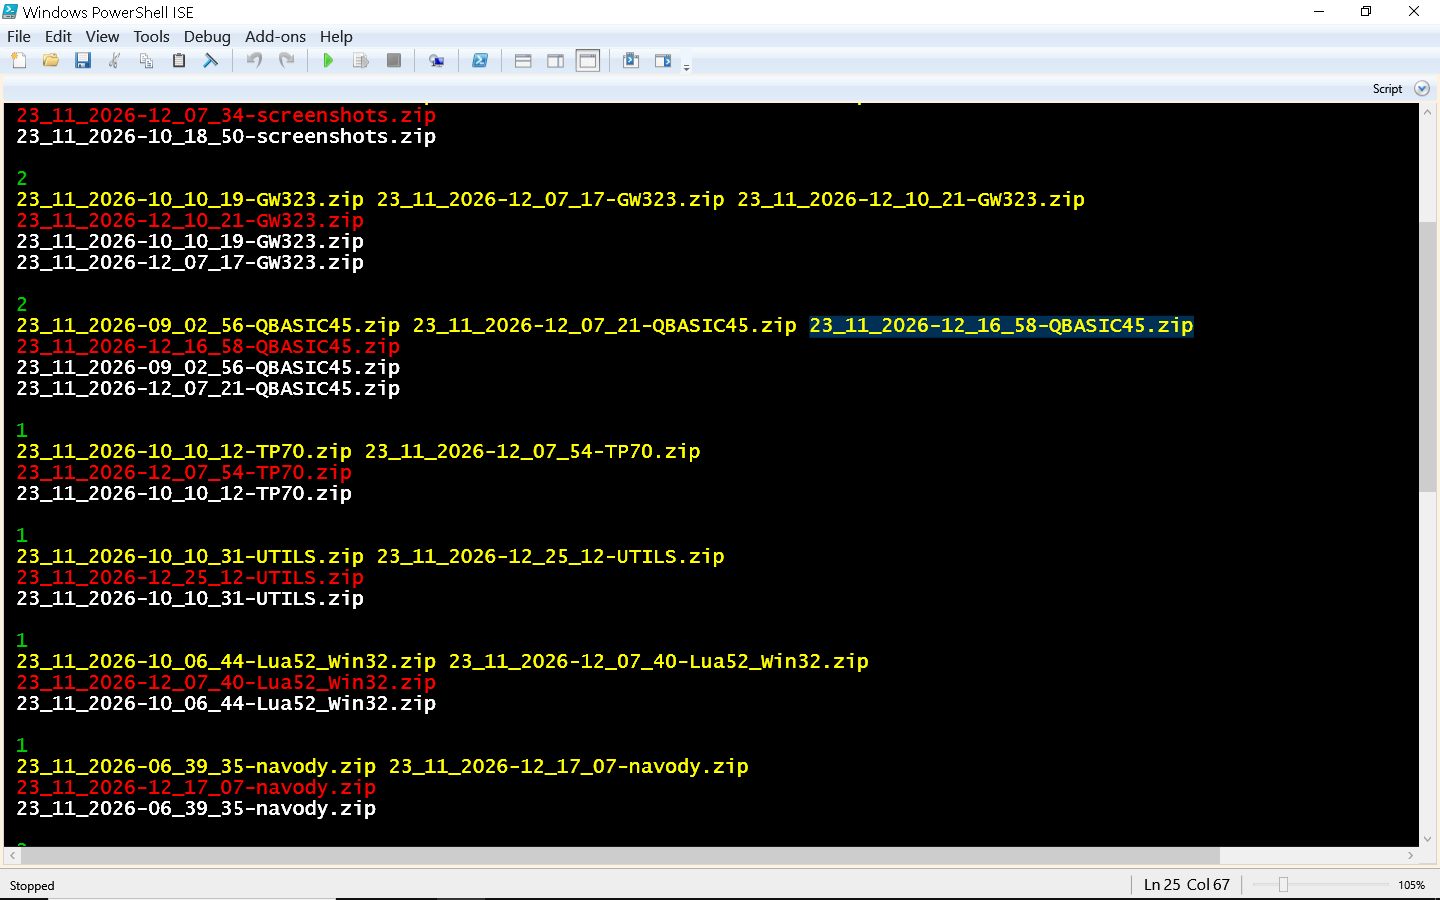 Windows PowerShell ISE
File Edit View Tools Debug Add-ons Help
Script
23_11_2026-12_07_34-screenshots.zip
23_11_2026-10_18_50-screenshots.zip
2
23_11_2026-10_10_19-GW323.zip 23_11_2026-12_07_17-GW323.zip 23_11_2026-12_10_21-GW323.zip
23_11_2026-12_10_21-GW323.zip
23_11_2026-10_10_19-GW323.zip
23_11_2026-12_07_17-GW323.zip
2
23_11_2026-09_02_56-QBASIC45.zip 23_11_2026-12_07_21-QBASIC45.zip 23_11_2026-12_16_58-QBASIC45.zip
23_11_2026-12_16_58-QBASIC45.zip
23_11_2026-09_02_56-QBASIC45.zip
23_11_2026-12_07_21-QBASIC45.zip
1
23_11_2026-10_10_12-TP70.zip 23_11_2026-12_07_54-TP70.zip
23_11_2026-12_07_54-TP70.zip
23_11_2026-10_10_12-TP70.zip
1
23_11_2026-10_10_31-UTILS.zip 23_11_2026-12_25_12-UTILS.zip
23_11_2026-12_25_12-UTILS.zip
23_11_2026-10_10_31-UTILS.zip
1
23_11_2026-10_06_44-Lua52_Win32.zip 23_11_2026-12_07_40-Lua52_Win32.zip
23_11_2026-12_07_40-Lua52_Win32.zip
23_11_2026-10_06_44-Lua52_Win32.zip
1
23_11_2026-06_39_35-navody.zip 23_11_2026-12_17_07-navody.zip
23_11_2026-12_17_07-navody.zip
23_11_2026-06_39_35-navody.zip
Stopped
Ln 25 Col 67
105%